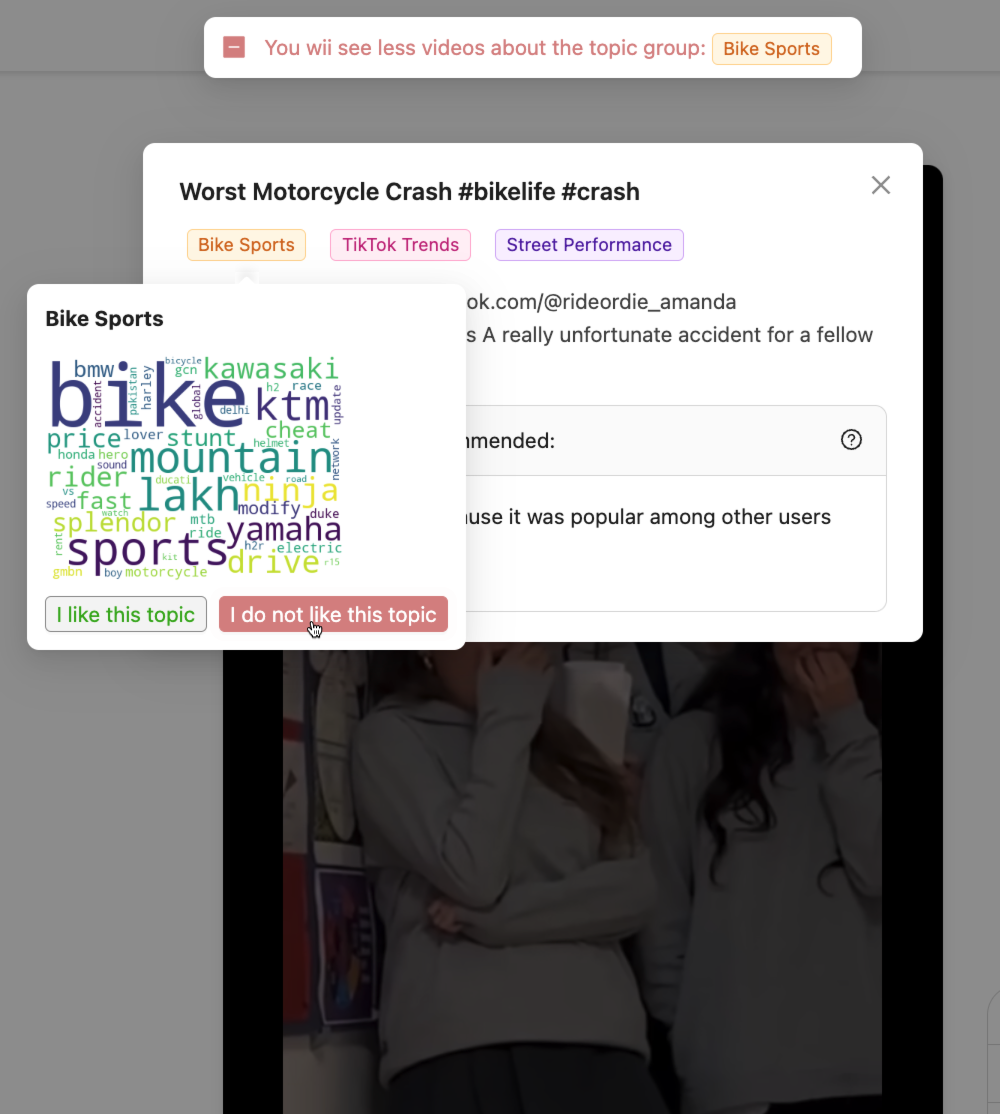 You wii see less videos about the topic group: Bike Sports
Worst Motorcycle Crash #bikelife #crash
Bike Sports TikTok Trends Street Performance
ok.com/@rideordie_amanda
s A really unfortunate accident for a fellow
nmended:
use it was popular among other users
Bike Sports
bicycle
bmw gcn kawasaki
bike
accident
pakistan
harley
global
h2 race
delhi ktm update
price lover stunt cheat
honda hero helmet
sound mountain network
rider ducati vehicle road
vs lakh ninja
speed fast modify duke
watch
splendor mtb yamaha
rent ride
sports h2r electric
kit drive r15
gmbn boy motorcycle
I like this topic I do not like this topic